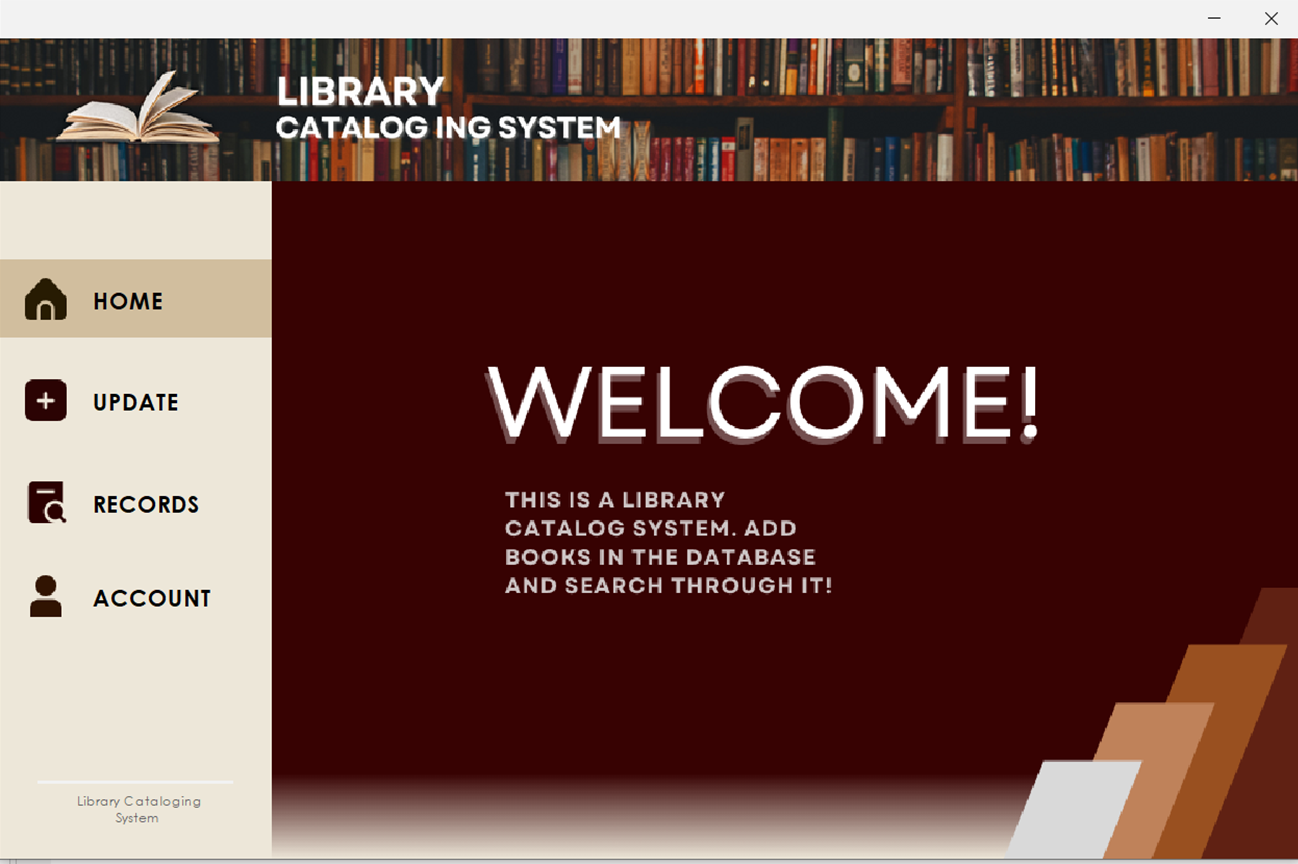 LIBRARY
CATALOG ING SYSTEM
HOME
UPDATE
RECORDS
ACCOUNT
WELCOME!
THIS IS A LIBRARY
CATALOG SYSTEM. ADD
BOOKS IN THE DATABASE
AND SEARCH THROUGH IT!
Library Cataloging
System